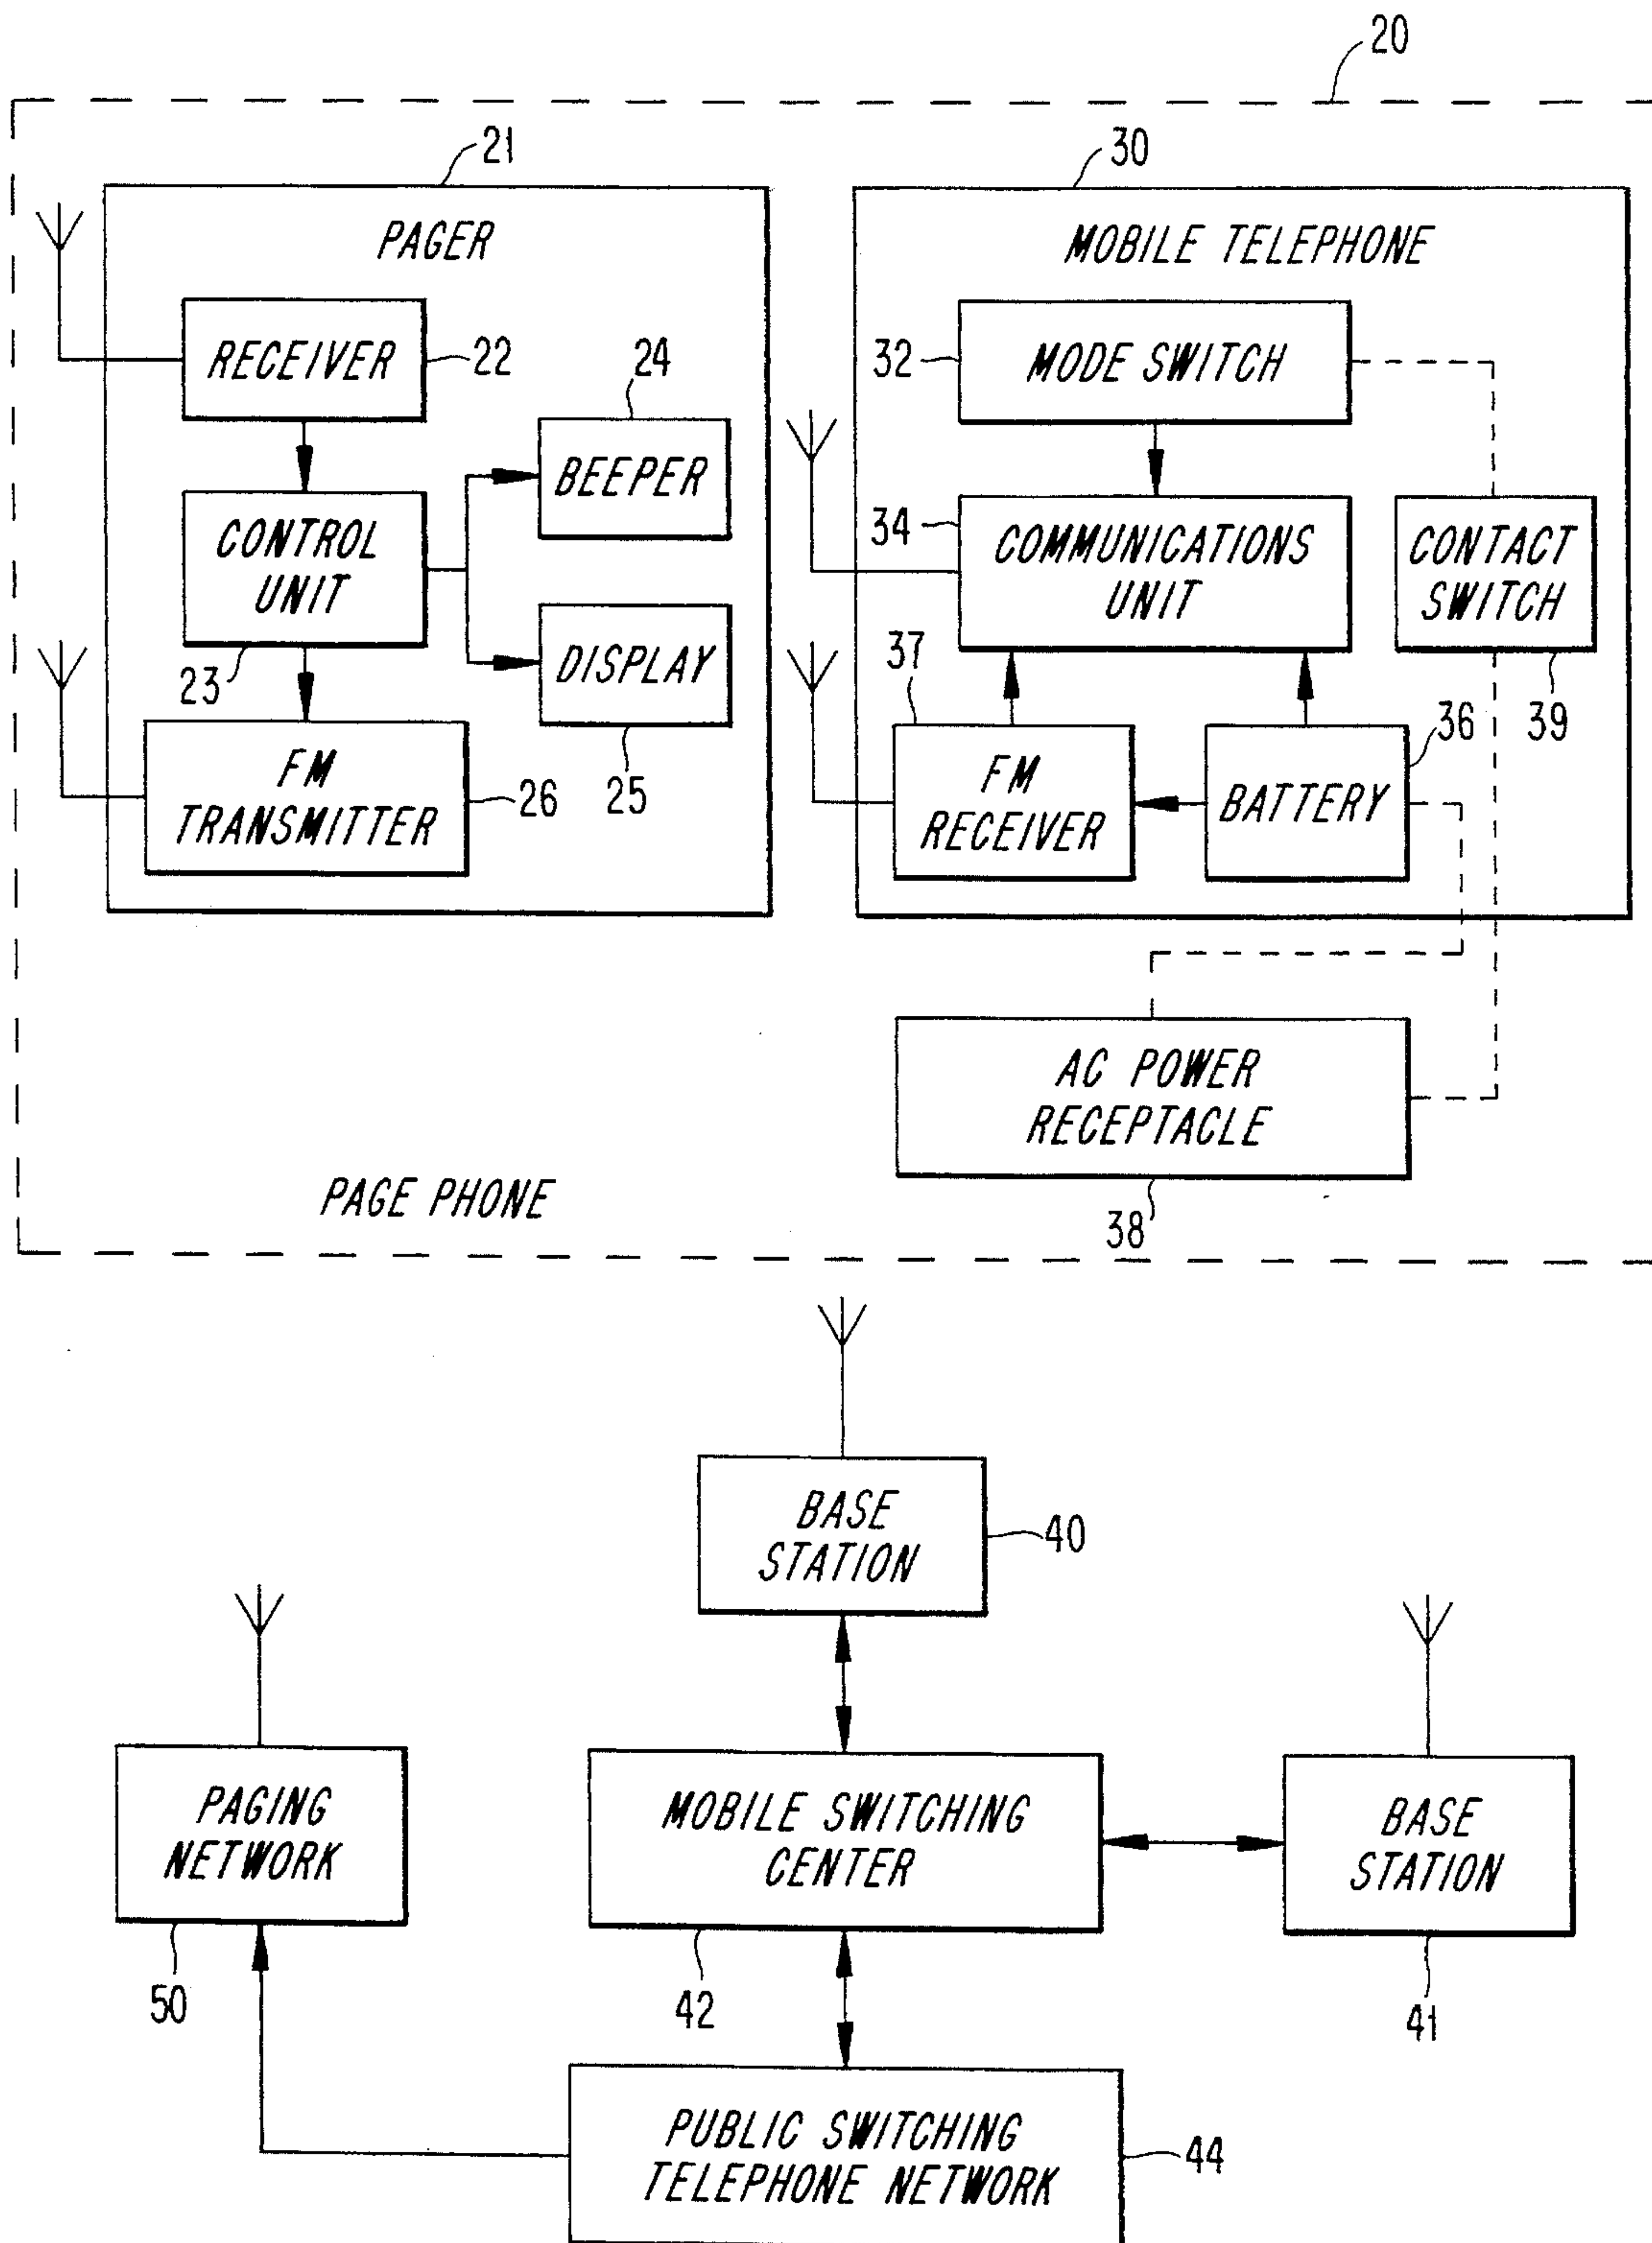 20
21
PAGER
RECEIVER
22
24
BEEPER
CONTROL
UNIT
23
DISPLAY
25
FM
TRANSMITTER
26
30
MOBILE TELEPHONE
32
MODE SWITCH
34
COMMUNICATIONS
UNIT
CONTACT
SWITCH
39
37
FM
RECEIVER
36
BATTERY
AC POWER
RECEPTACLE
38
PAGE PHONE
BASE
STATION
40
PAGING
NETWORK
50
MOBILE SWITCHING
CENTER
42
BASE
STATION
41
PUBLIC SWITCHING
TELEPHONE NETWORK
44